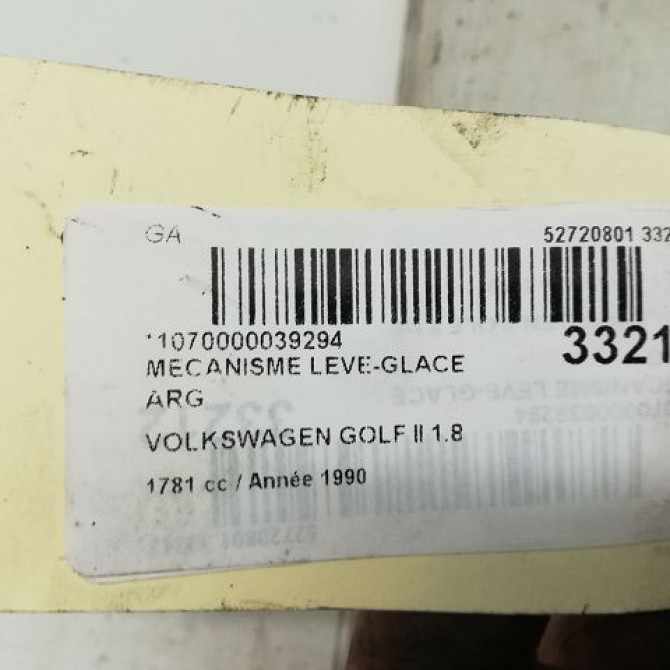 GA
52720801 332
*1070000039294
3321
MECANISME LEVE-GLACE
ARG
VOLKSWAGEN GOLF II 1.8
1781 cc / Année 1990